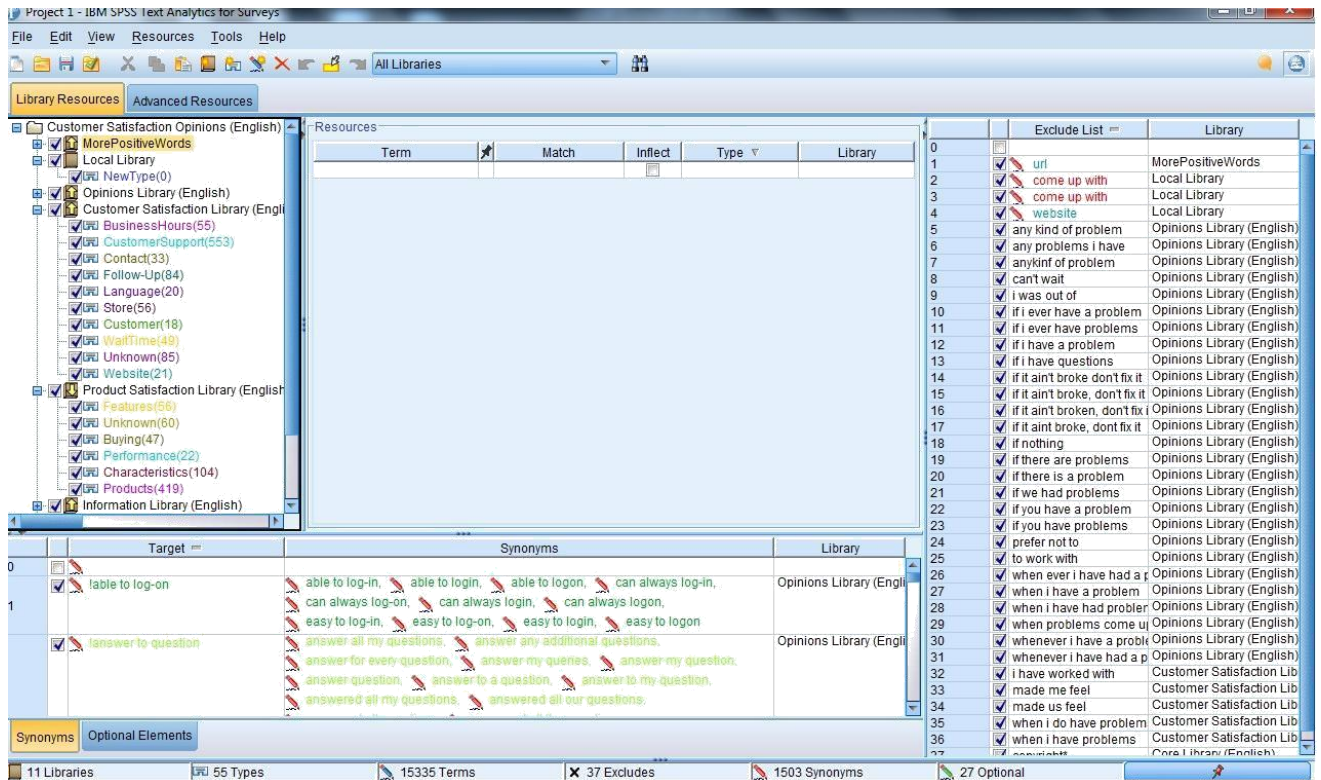 Project 1 - IBM SPSS Text Analytics for Surveys
File Edit View Resources Tools Help
All Libraries
Library Resources Advanced Resources
Customer Satisfaction Opinions (English)
MorePositiveWords
Local Library
NewType(0)
Opinions Library (English)
Customer Satisfaction Library (Engli
BusinessHours(55)
CustomerSupport(553)
Contact(33)
Follow-Up(84)
Language(20)
Store(56)
Customer(18)
WaitTime(49)
Unknown(85)
Website(21)
Product Satisfaction Library (English
Features(56)
Unknown(60)
Buying(47)
Performance(22)
Characteristics(104)
Products(419)
Information Library (English)
Resources
Term Match Inflect Type Library
Exclude List Library
0
1 url MorePositiveWords
2 come up with Local Library
3 come up with Local Library
4 website Local Library
5 any kind of problem Opinions Library (English)
6 any problems i have Opinions Library (English)
7 anykinf of problem Opinions Library (English)
8 can't wait Opinions Library (English)
9 i was out of Opinions Library (English)
10 if i ever have a problem Opinions Library (English)
11 if i ever have problems Opinions Library (English)
12 if i have a problem Opinions Library (English)
13 if i have questions Opinions Library (English)
14 if it ain't broke don't fix it Opinions Library (English)
15 if it ain't broke, don't fix it Opinions Library (English)
16 if it ain't broken, don't fix i Opinions Library (English)
17 if it aint broke, dont fix it Opinions Library (English)
18 if nothing Opinions Library (English)
19 if there are problems Opinions Library (English)
20 if there is a problem Opinions Library (English)
21 if we had problems Opinions Library (English)
22 if you have a problem Opinions Library (English)
23 if you have problems Opinions Library (English)
24 prefer not to Opinions Library (English)
25 to work with Opinions Library (English)
26 when ever i have had a p Opinions Library (English)
27 when i have a problem Opinions Library (English)
28 when i have had probler Opinions Library (English)
29 when problems come u Opinions Library (English)
30 whenever i have a proble Opinions Library (English)
31 whenever i have had a p Opinions Library (English)
32 i have worked with Customer Satisfaction Lib
33 made me feel Customer Satisfaction Lib
34 made us feel Customer Satisfaction Lib
35 when i do have problem Customer Satisfaction Lib
36 when i have problems Customer Satisfaction Lib
37 copyright* Core Library (English)
Target Synonyms Library
0
1 !able to log-on able to log-in, able to login, able to logon, can always log-in, Opinions Library (Engli
can always log-on, can always login, can always logon,
easy to log-in, easy to log-on, easy to login, easy to logon
!answer to question answer all my questions, answer any additional questions, Opinions Library (Engli
answer for every question, answer my queries, answer my question,
answer question, answer to a question, answer to my question,
answered all my questions, answered all our questions,
Synonyms Optional Elements
11 Libraries 55 Types 15335 Terms 37 Excludes 1503 Synonyms 27 Optional